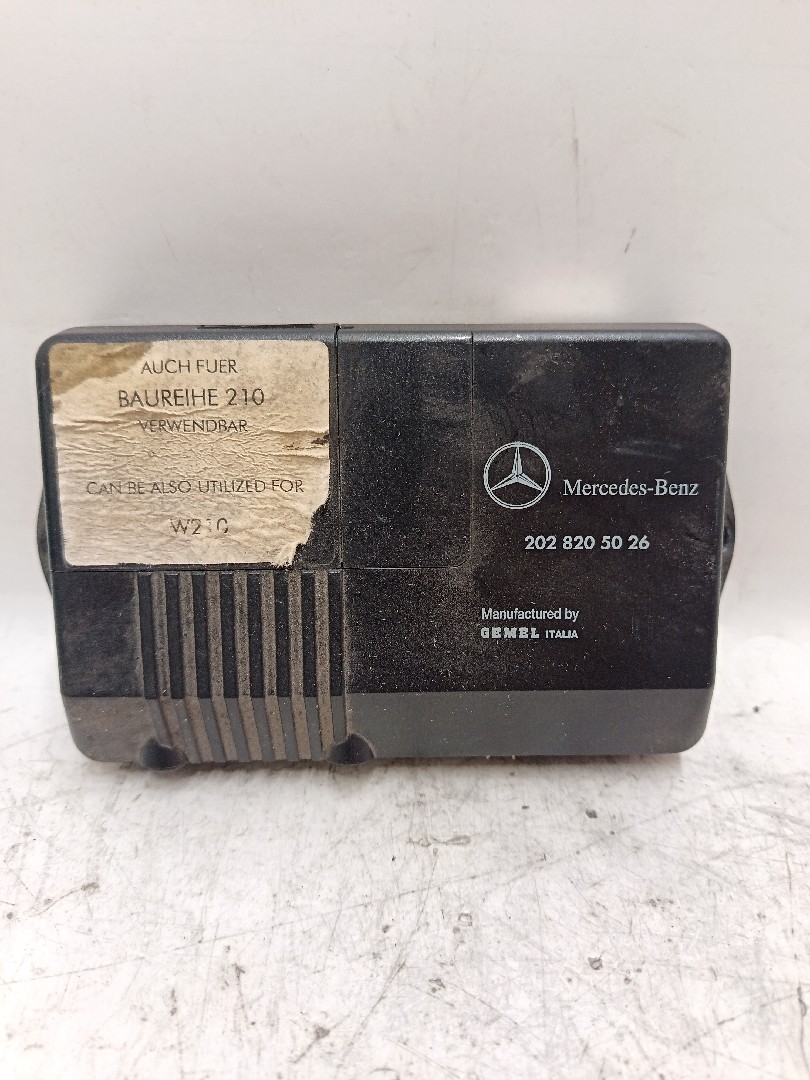 AUCH FUER
BAUREIHE 210
VERWENDBAR
CAN BE ALSO UTILIZED FOR
W210
Mercedes-Benz
202 820 50 26
Manufactured by
GEMEL ITALIA